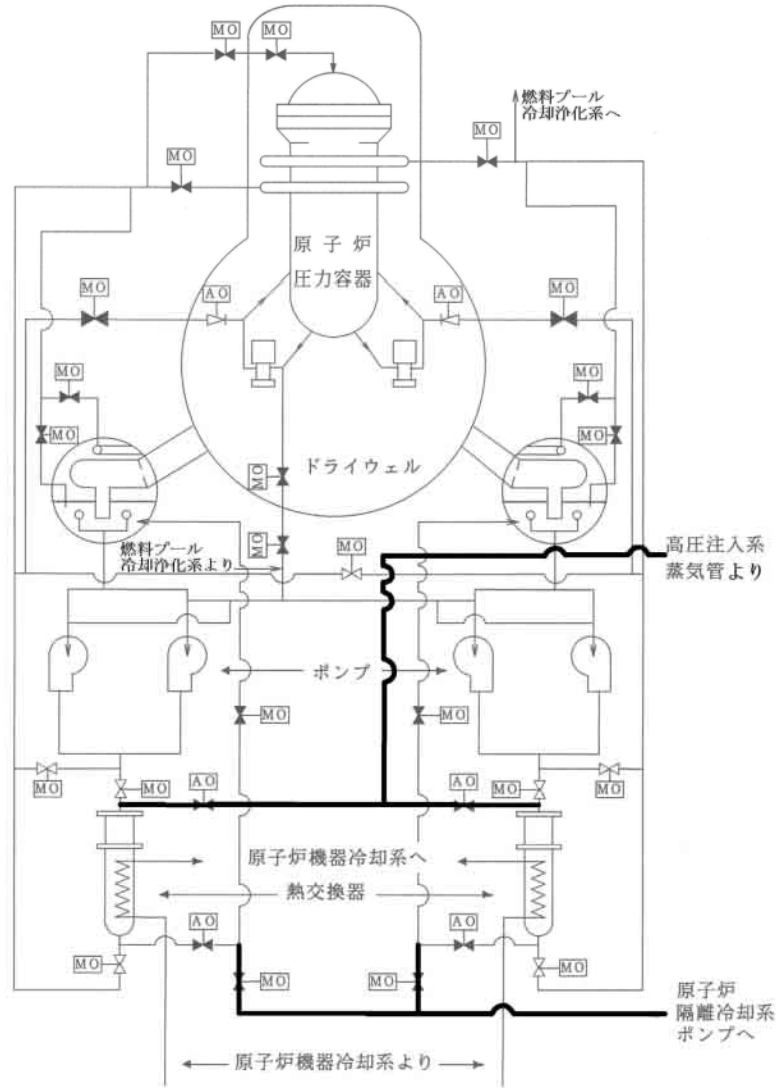 MO
MO
燃料プール
冷却浄化系へ
MO
MO
原子炉
圧力容器
MO
AO
AO
MO
MO
MO
MO
MO
ドライウェル
MO
MO
MO
燃料プール
冷却浄化系より
高圧注入系
蒸気管より
ポンプ
MO
MO
MO
MO
MO
MO
AO
AO
原子炉機器冷却系へ
熱交換器
AO
AO
MO
MO
MO
MO
原子炉
隔離冷却系
ポンプへ
原子炉機器冷却系より